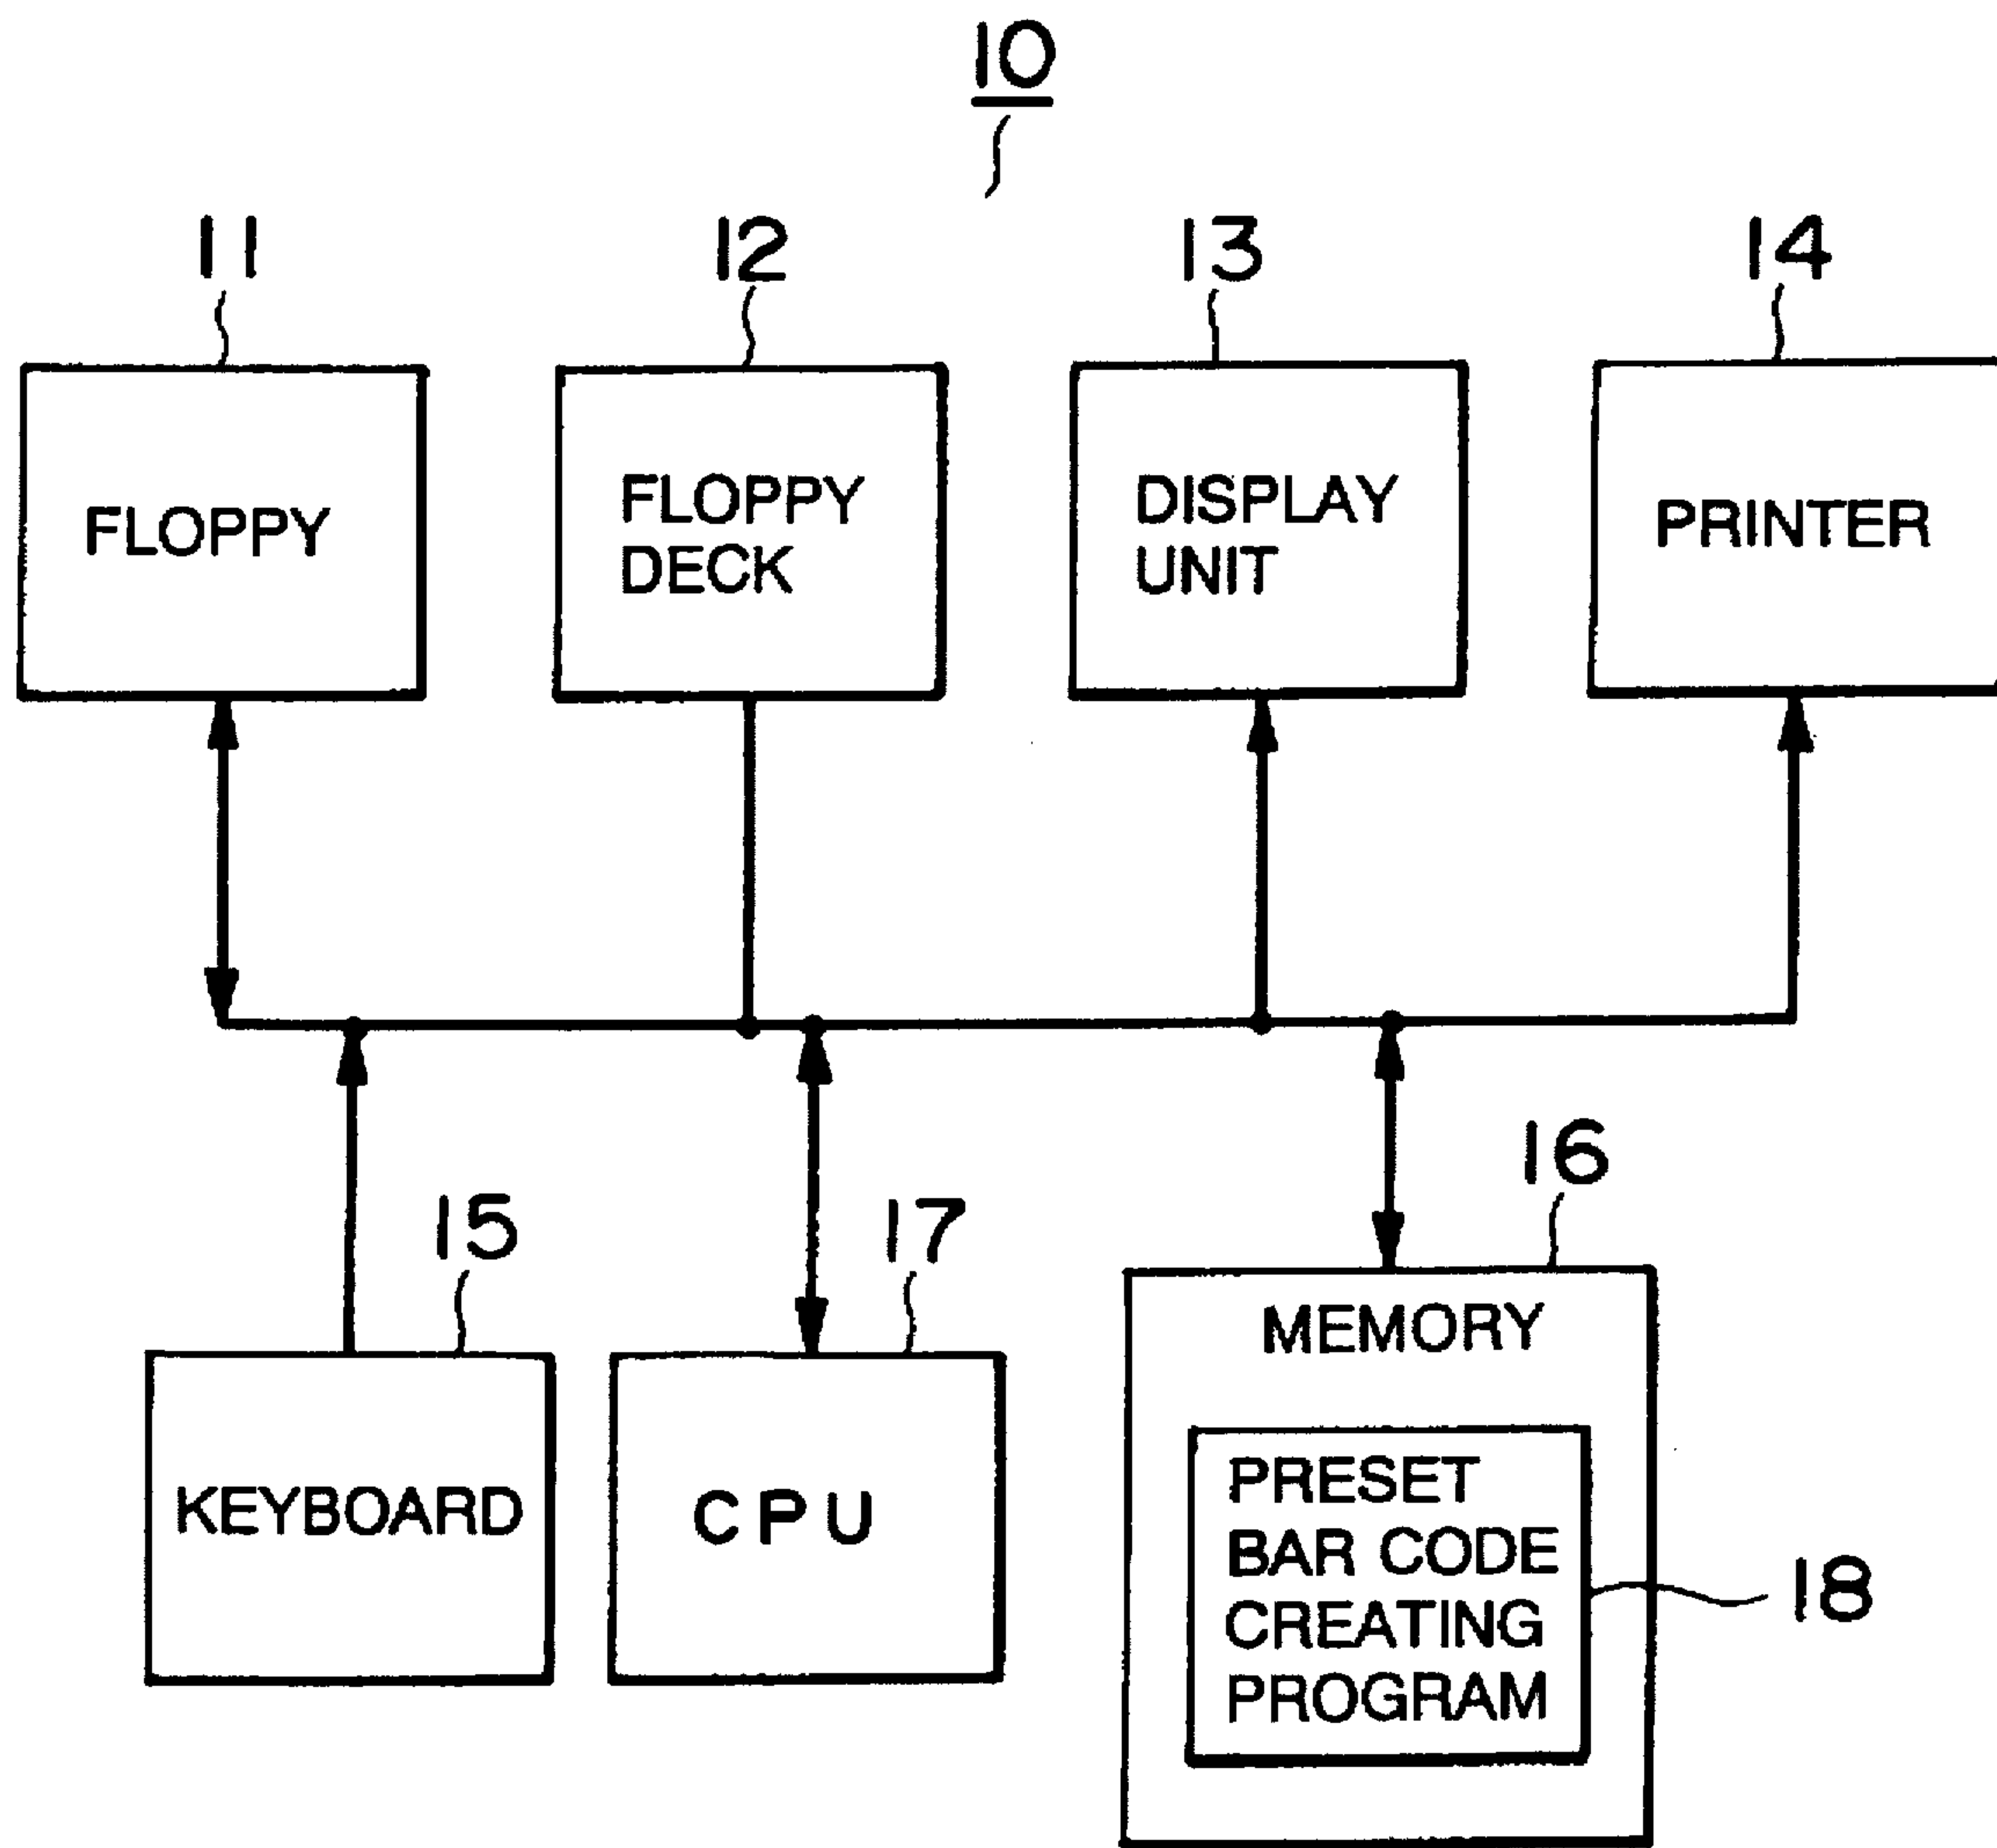 10
11
12
13
14
FLOPPY
FLOPPY
DECK
DISPLAY
UNIT
PRINTER
15
17
16
KEYBOARD
CPU
MEMORY
PRESET
BAR CODE
CREATING
PROGRAM
18